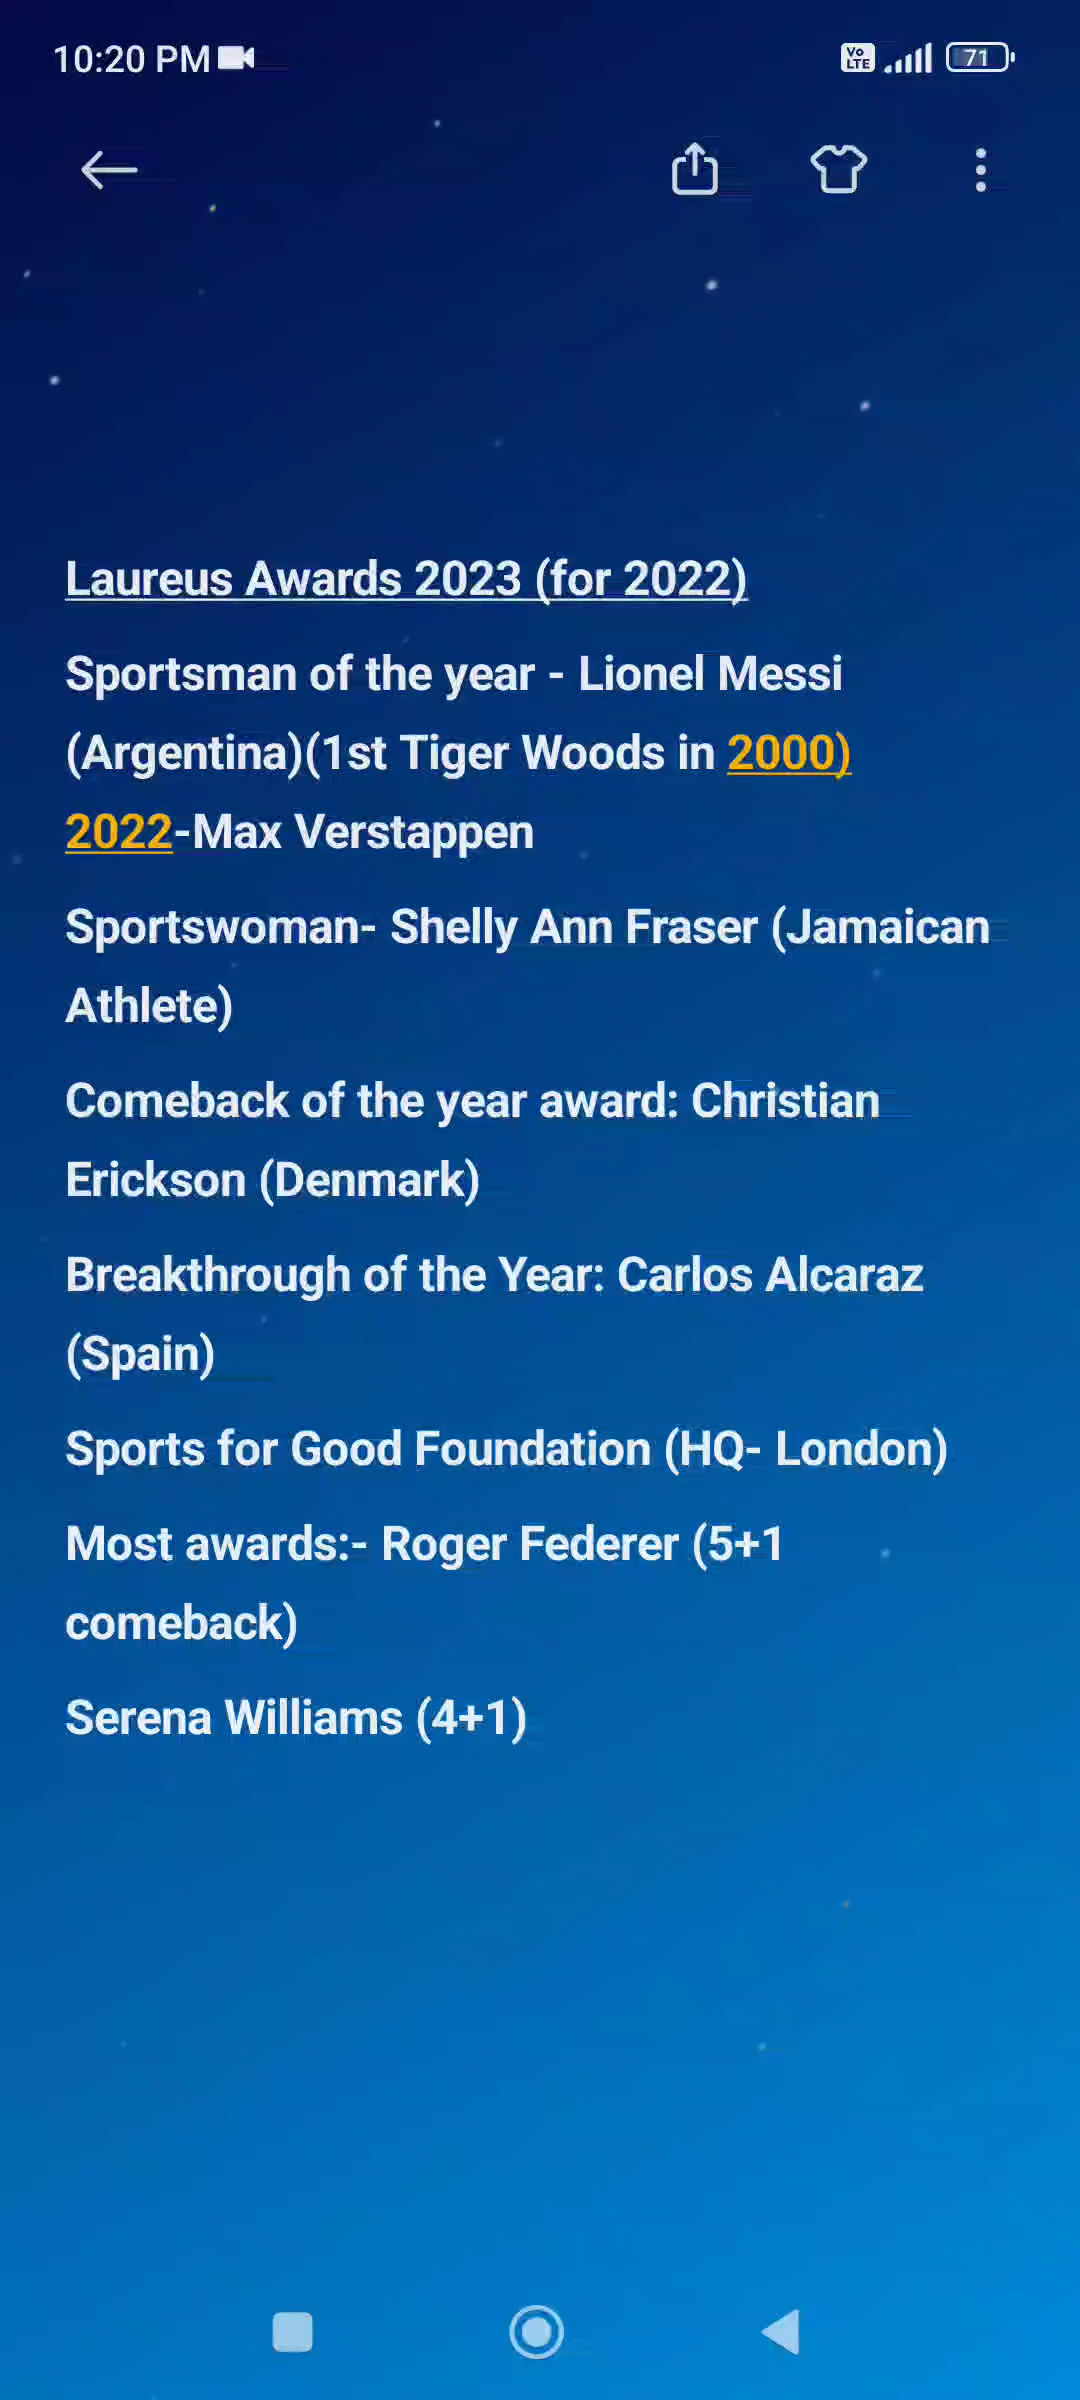 10:20 PM
Vo LTE
71
Laureus Awards 2023 (for 2022)
Sportsman of the year - Lionel Messi
(Argentina)(1st Tiger Woods in 2000)
2022-Max Verstappen
Sportswoman- Shelly Ann Fraser (Jamaican
Athlete)
Comeback of the year award: Christian
Erickson (Denmark)
Breakthrough of the Year: Carlos Alcaraz
(Spain)
Sports for Good Foundation (HQ- London)
Most awards:- Roger Federer (5+1
comeback)
Serena Williams (4+1)